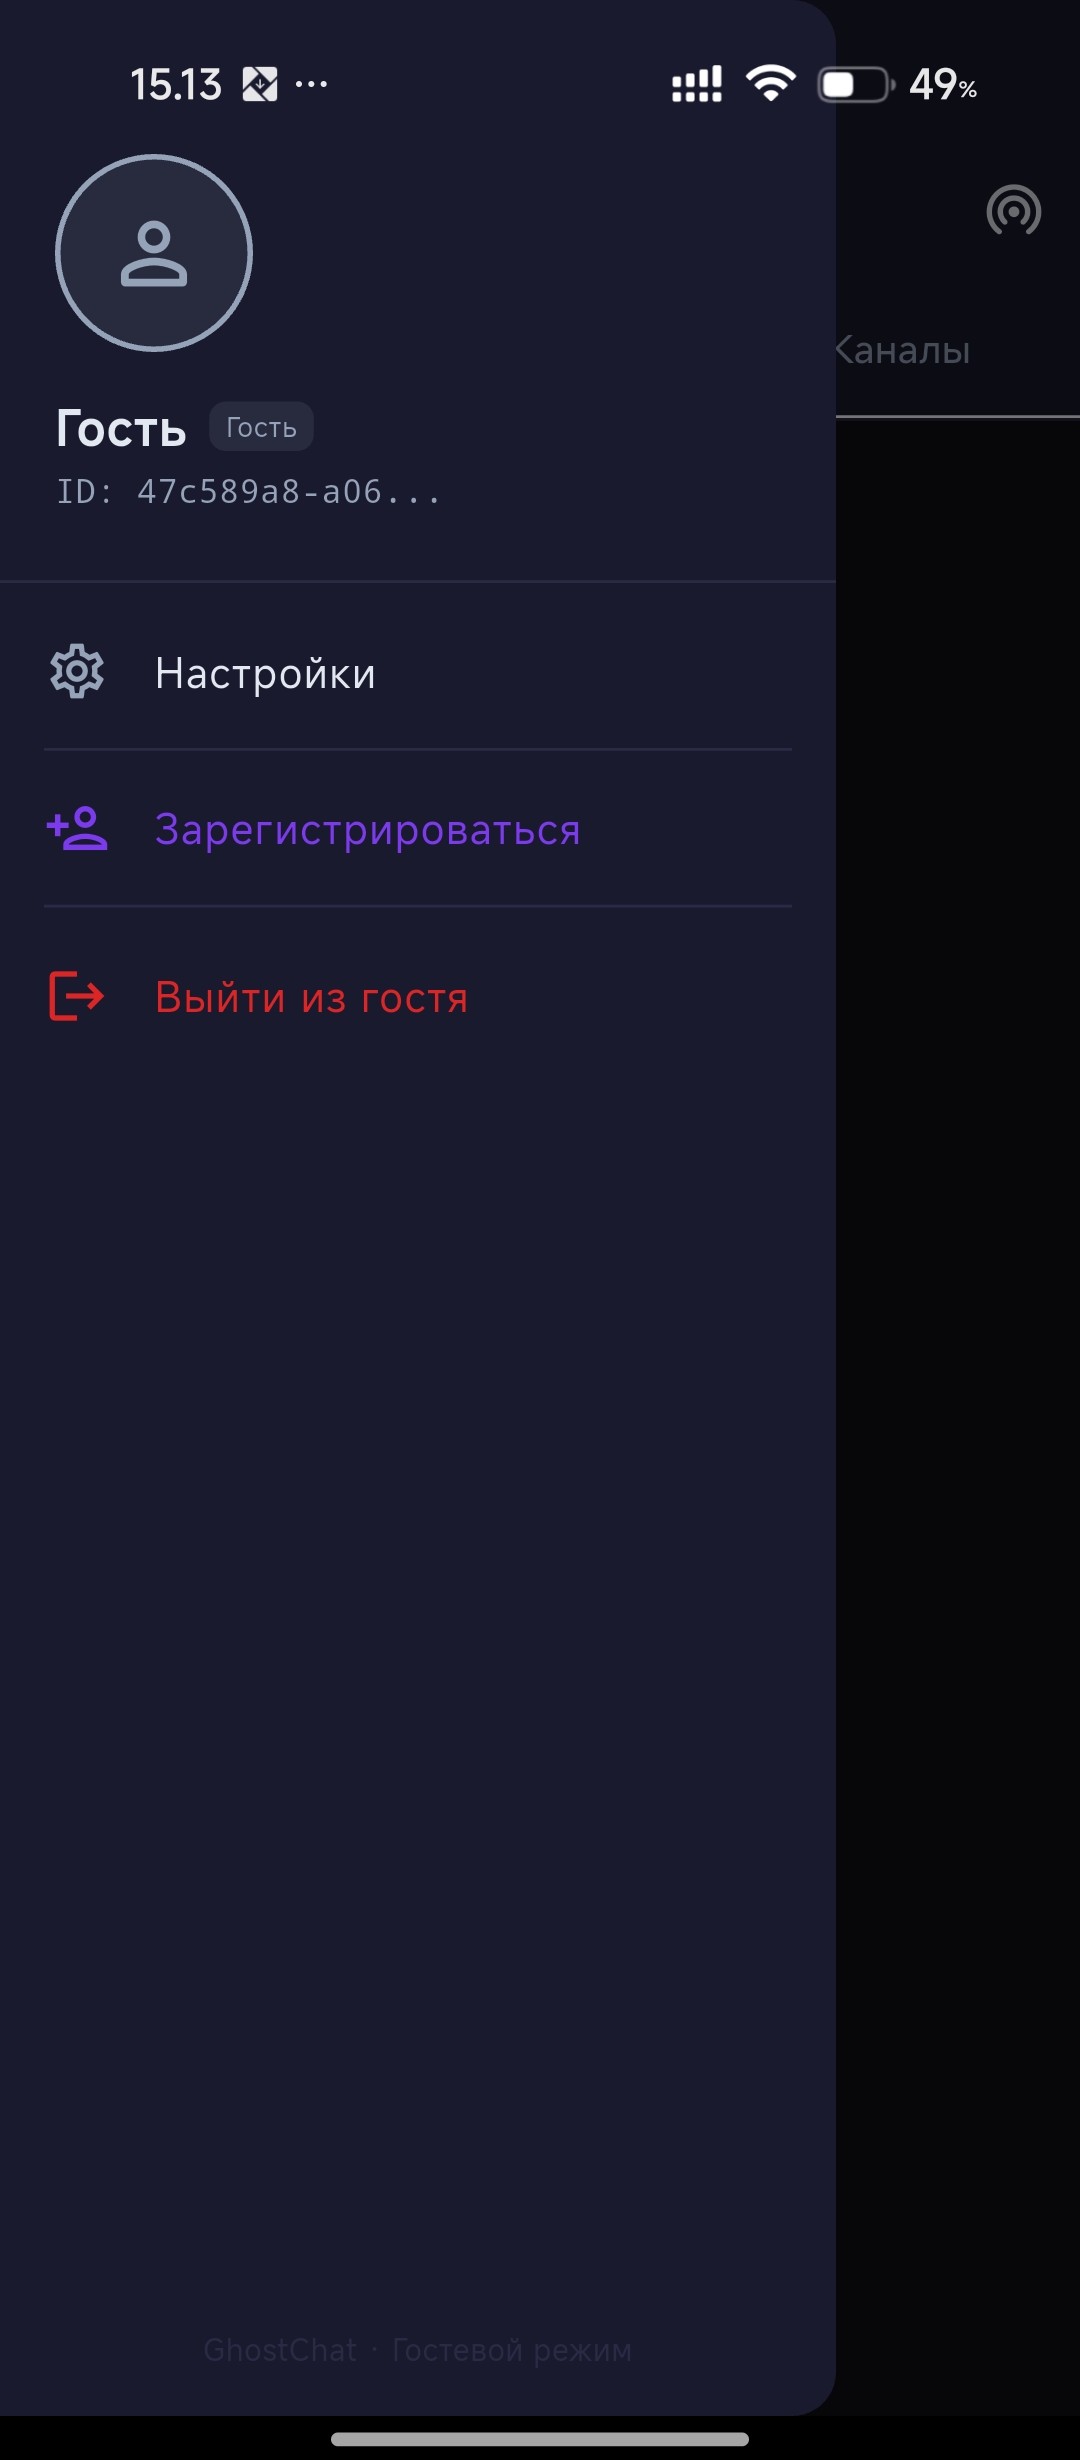 15.13 ... 49%
Каналы
Гость Гость
ID: 47c589a8-a06...
Настройки
Зарегистрироваться
Выйти из гостя
GhostChat · Гостевой режим